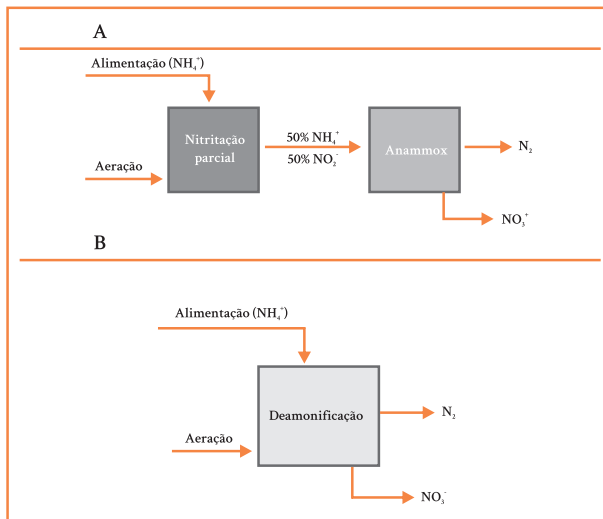 A
Alimentação (NH₄⁺)
Nitritação
parcial
Aeração
50% NH₄⁺
50% NO₂⁻
Anammox
N₂
NO₃⁺
B
Alimentação (NH₄⁺)
Deamonificação
Aeração
N₂
NO₃⁻